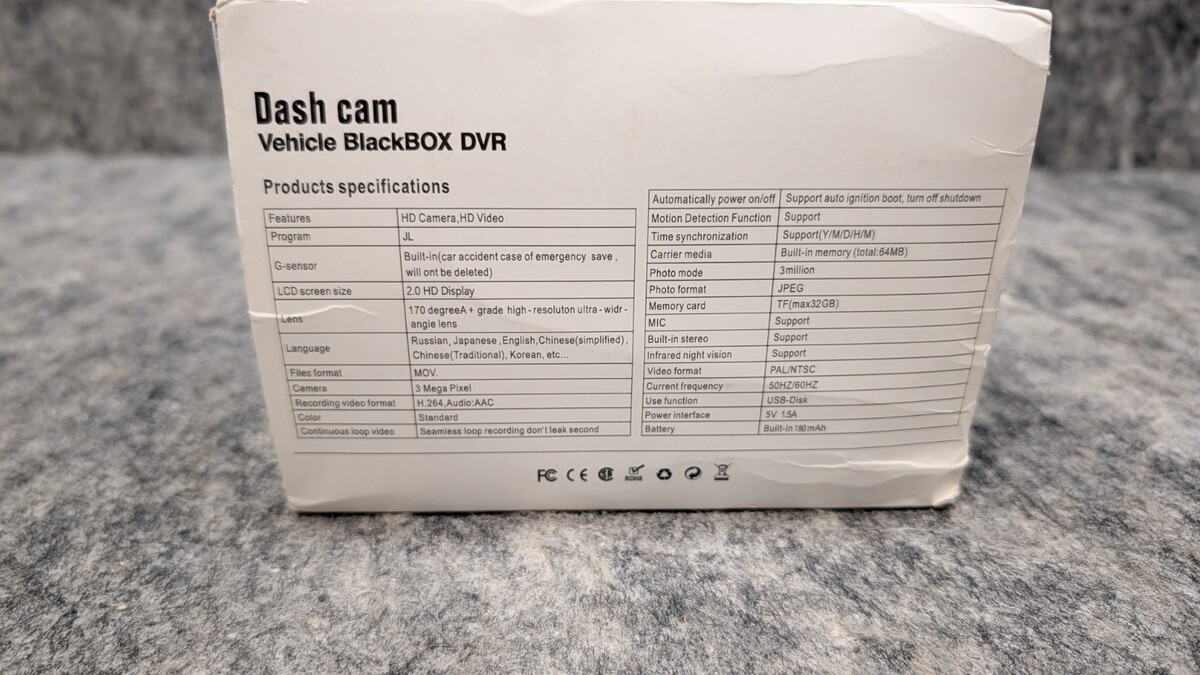 Dash cam
Vehicle BlackBOX DVR
Products specifications
Features HD Camera,HD Video
Program JL
G-sensor Built-in(car accident case of emergency save,
will ont be deleted)
LCD screen size 2.0 HD Display
Lens 170 degreeA+ grade high-resoluton ultra-widr-
angle lens
Language Russian, Japanese,English,Chinese(simplified),
Chinese(Traditional), Korean, etc...
Files format MOV.
Camera 3 Mega Pixel
Recording video format H.264,Audio:AAC
Color Standard
Continuous loop video Seamless loop recording don't leak second
Automatically power on/off Support auto ignition boot, turn off shutdown
Motion Detection Function Support
Time synchronization Support(Y/M/D/H/M)
Carrier media Built-in memory (total:64MB)
Photo mode 3million
Photo format JPEG
Memory card TF(max32GB)
MIC Support
Built-in stereo Support
Infrared night vision Support
Video format PAL/NTSC
Current frequency 50HZ/60HZ
Use function USB-Disk
Power interface 5V 1.5A
Battery Built-in 180mAh
FC CE ROHS